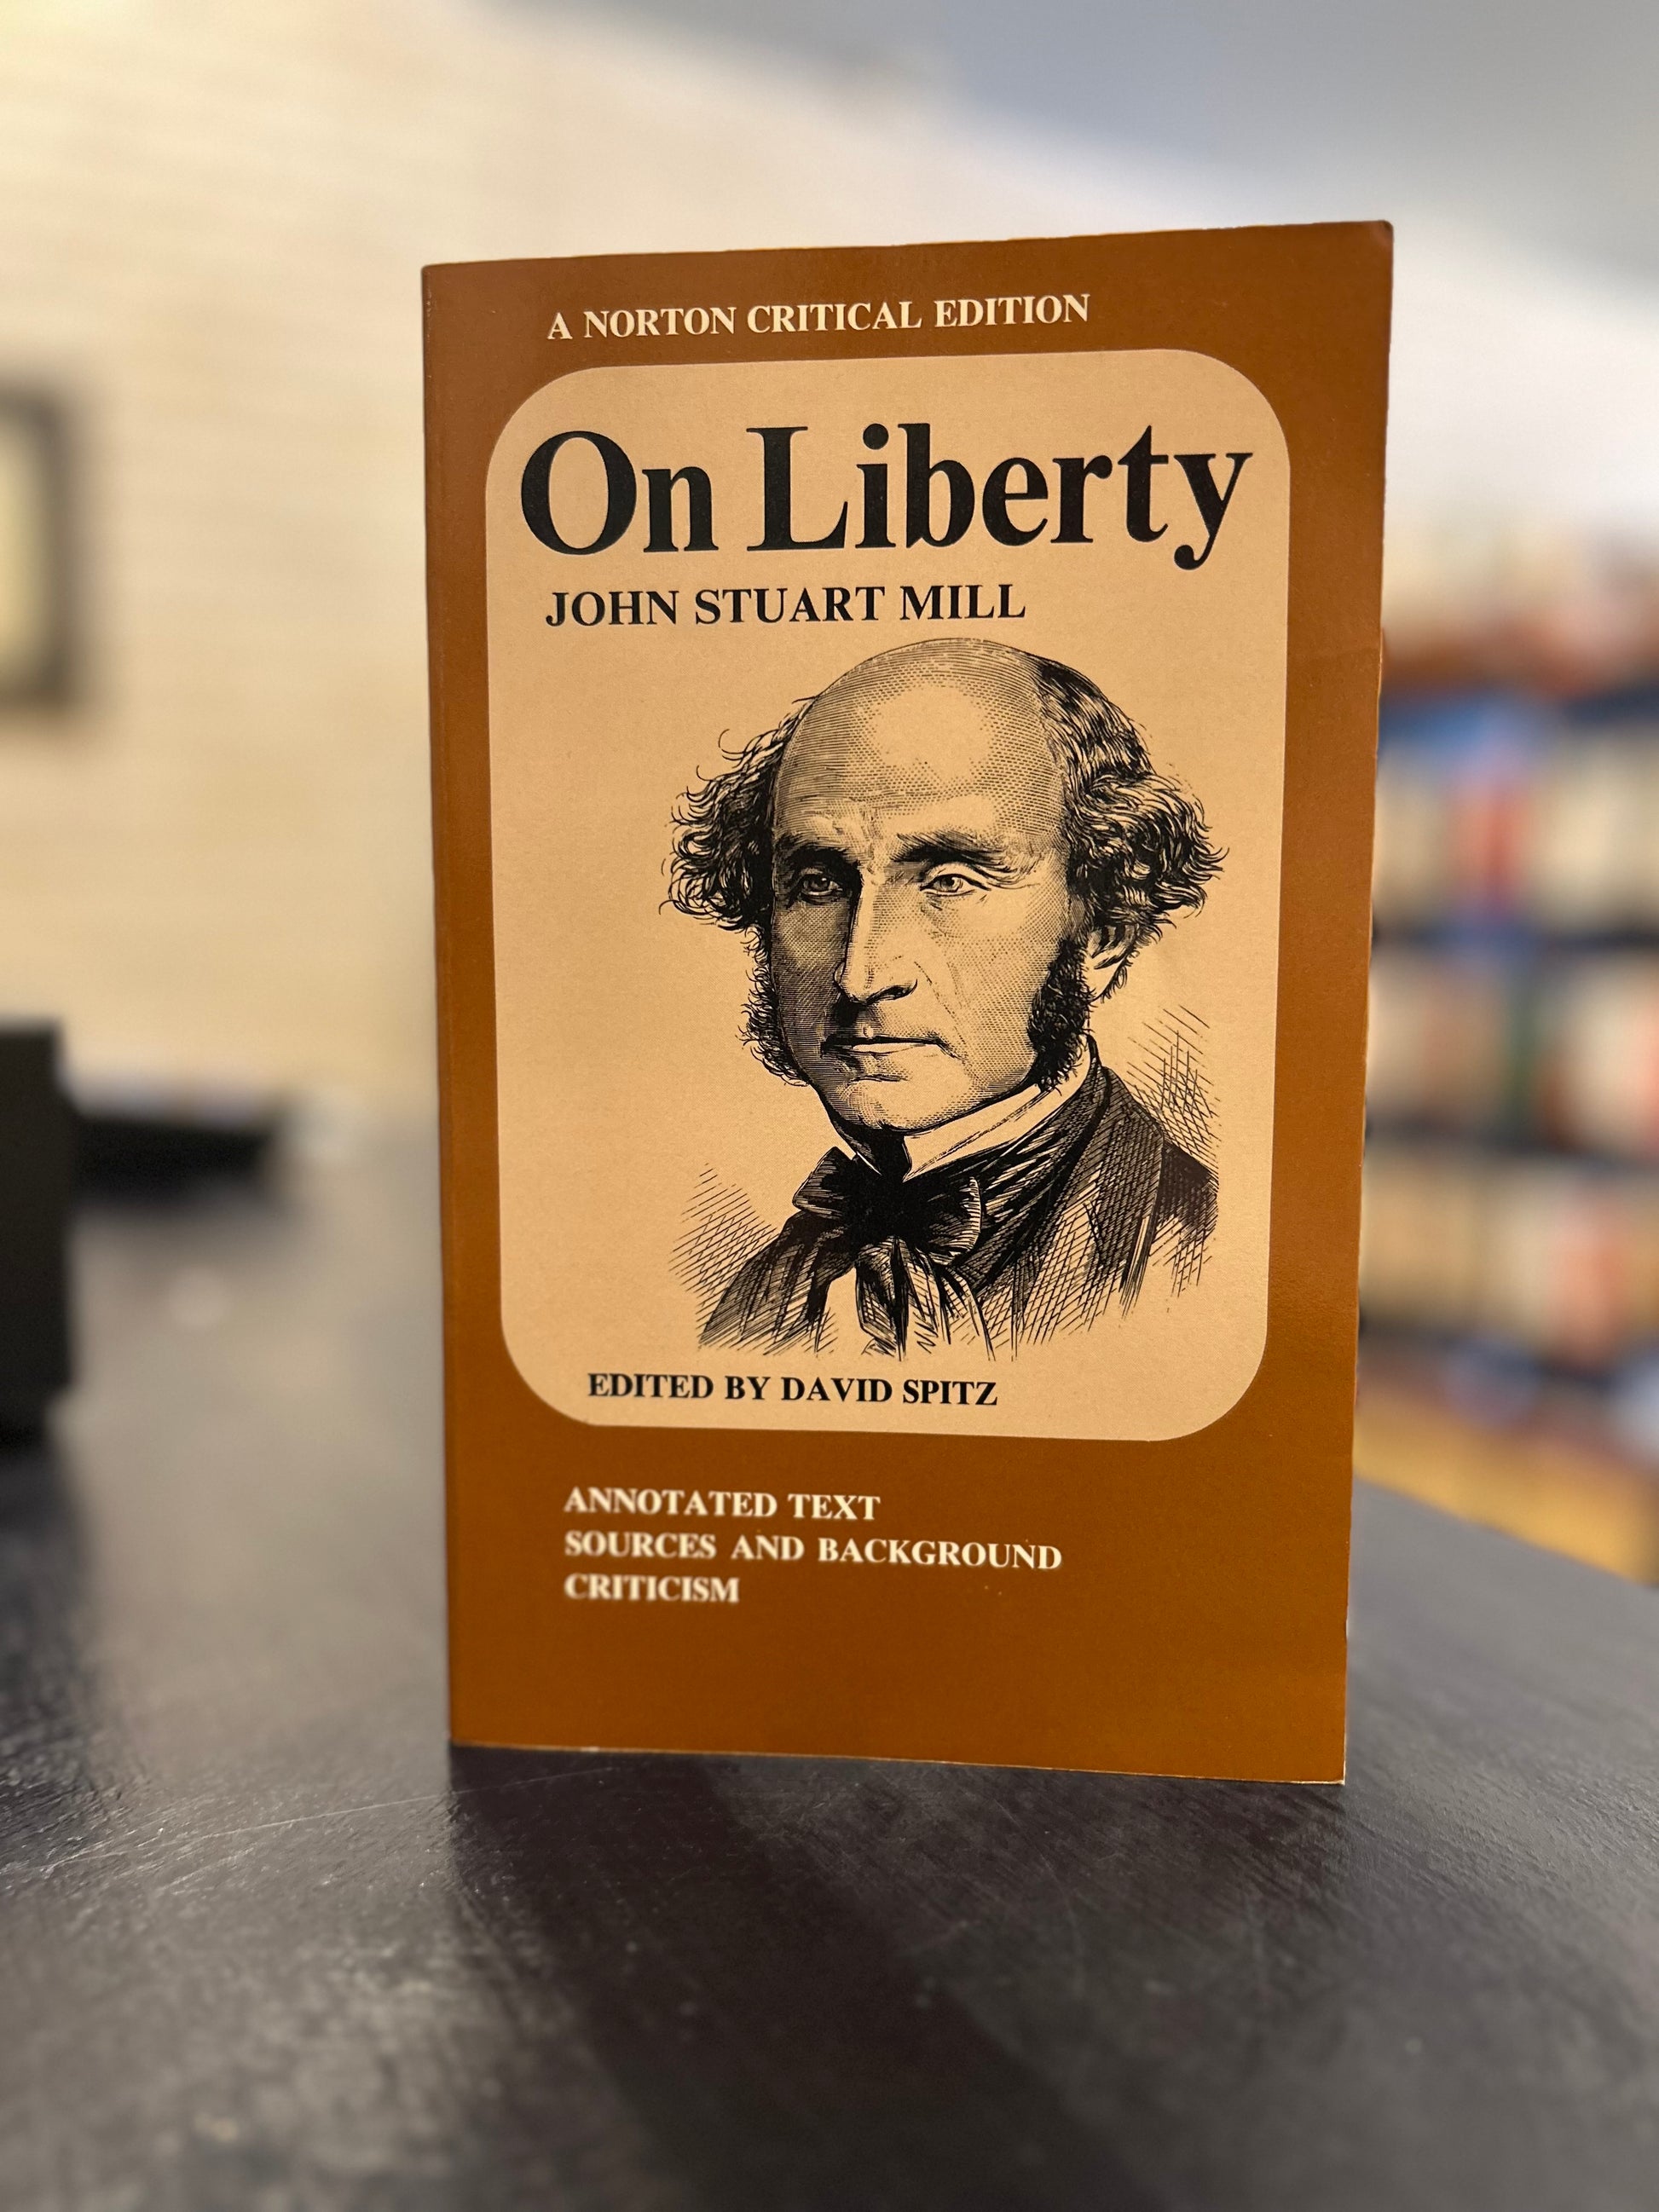 A NORTON CRITICAL EDITION
On Liberty
JOHN STUART MILL
EDITED BY DAVID SPITZ
ANNOTATED TEXT
SOURCES AND BACKGROUND
CRITICISM